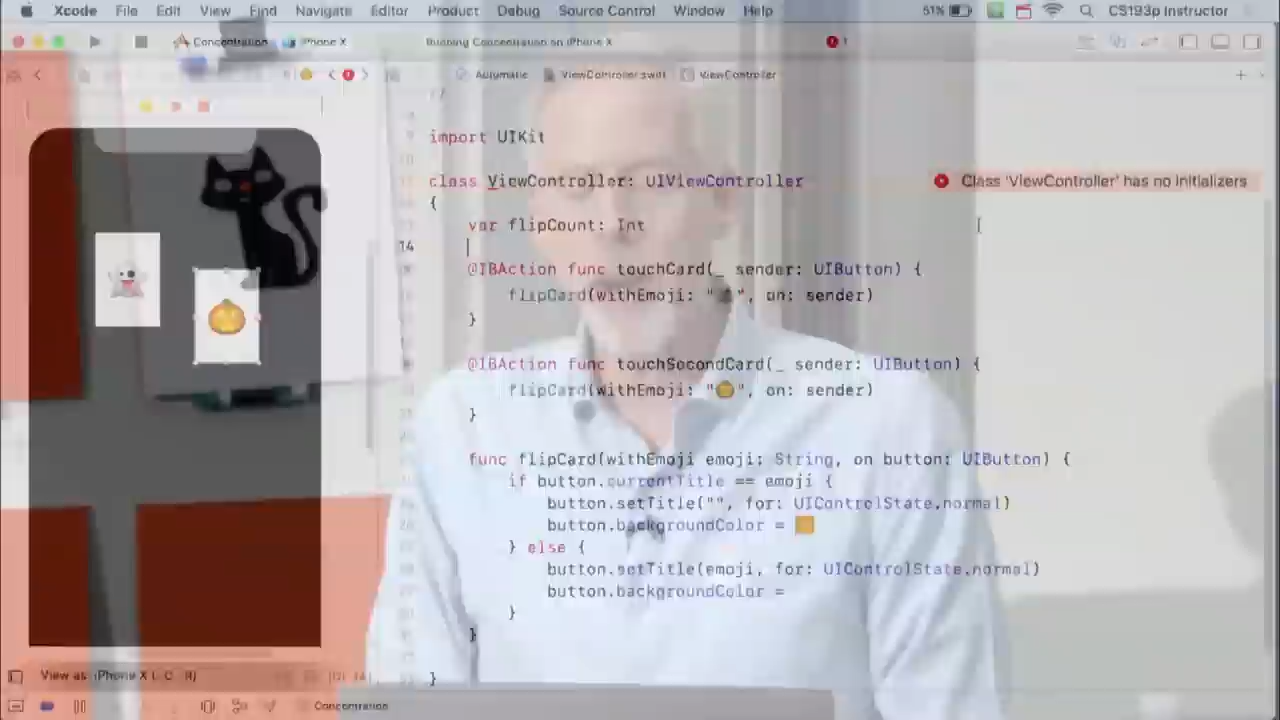 Xcode File Edit View Find Navigate Editor Product Debug Source Control Window Help 51% CS193p Instructor
Concentration iPhone X Running Concentration on iPhone X 1
Automatic ViewController.swift ViewController
import UIKit
class ViewController: UIViewController Class 'ViewController' has no initializers
{
var flipCount: Int
14
@IBAction func touchCard(_ sender: UIButton) {
flipCard(withEmoji: "👻", on: sender)
}
@IBAction func touchSecondCard(_ sender: UIButton) {
flipCard(withEmoji: "🎃", on: sender)
}
func flipCard(withEmoji emoji: String, on button: UIButton) {
if button.currentTitle == emoji {
button.setTitle("", for: UIControlState.normal)
button.backgroundColor =
} else {
button.setTitle(emoji, for: UIControlState.normal)
button.backgroundColor =
}
}
}
View as: iPhone X
Concentration